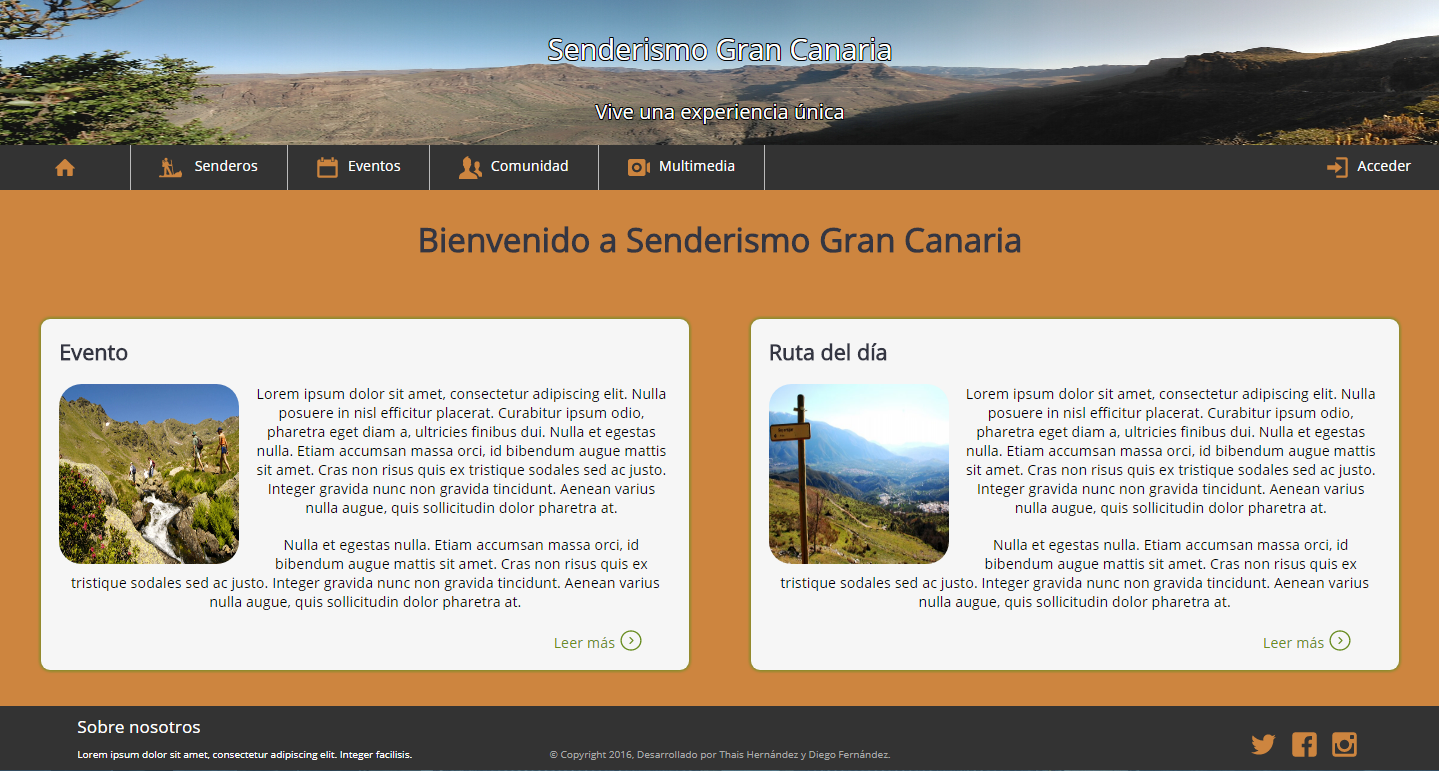 Senderismo Gran Canaria
Vive una experiencia única
Senderos
Eventos
Comunidad
Multimedia
Acceder
Bienvenido a Senderismo Gran Canaria
Evento
Lorem ipsum dolor sit amet, consectetur adipiscing elit. Nulla
posuere in nisl efficitur placerat. Curabitur ipsum odio,
pharetra eget diam a, ultricies finibus dui. Nulla et egestas
nulla. Etiam accumsan massa orci, id bibendum augue mattis
sit amet. Cras non risus quis ex tristique sodales sed ac justo.
Integer gravida nunc non gravida tincidunt. Aenean varius
nulla augue, quis sollicitudin dolor pharetra at.
Nulla et egestas nulla. Etiam accumsan massa orci, id
bibendum augue mattis sit amet. Cras non risus quis ex
tristique sodales sed ac justo. Integer gravida nunc non gravida tincidunt. Aenean varius
nulla augue, quis sollicitudin dolor pharetra at.
Leer más
Ruta del día
Lorem ipsum dolor sit amet, consectetur adipiscing elit. Nulla
posuere in nisl efficitur placerat. Curabitur ipsum odio,
pharetra eget diam a, ultricies finibus dui. Nulla et egestas
nulla. Etiam accumsan massa orci, id bibendum augue mattis
sit amet. Cras non risus quis ex tristique sodales sed ac justo.
Integer gravida nunc non gravida tincidunt. Aenean varius
nulla augue, quis sollicitudin dolor pharetra at.
Nulla et egestas nulla. Etiam accumsan massa orci, id
bibendum augue mattis sit amet. Cras non risus quis ex
tristique sodales sed ac justo. Integer gravida nunc non gravida tincidunt. Aenean varius
nulla augue, quis sollicitudin dolor pharetra at.
Leer más
Sobre nosotros
Lorem ipsum dolor sit amet, consectetur adipiscing elit. Integer facilisis.
© Copyright 2016, Desarrollado por Thais Hernández y Diego Fernández.